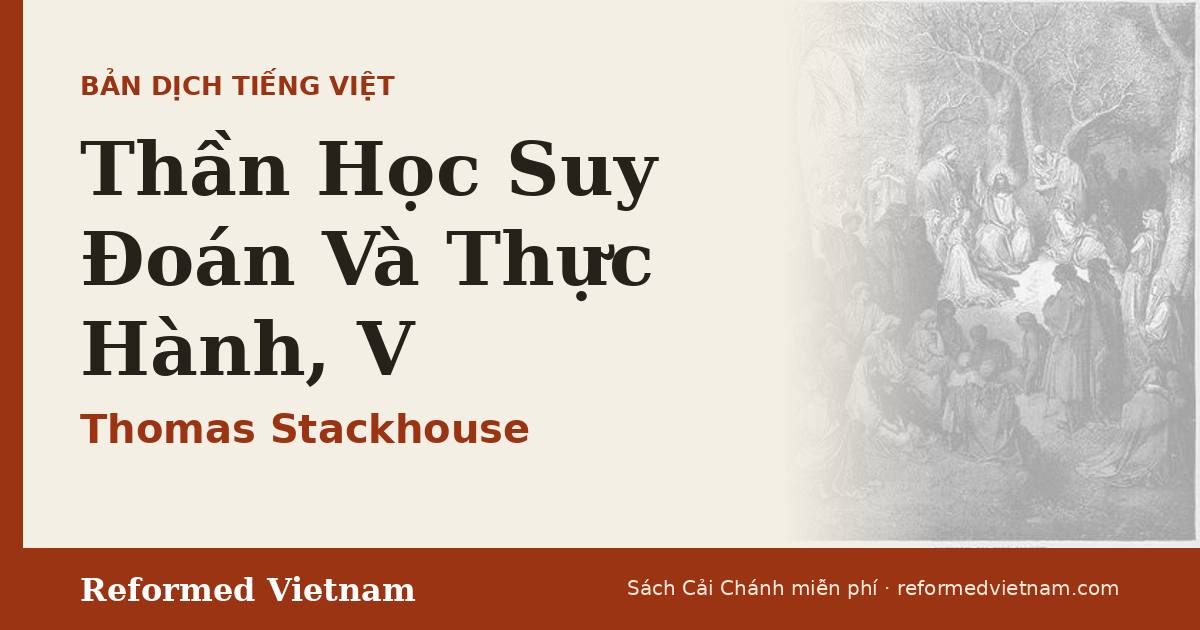 BẢN DỊCH TIẾNG VIỆT
Thần Học Suy
Đoán Và Thực
Hành, V
Thomas Stackhouse
Reformed Vietnam
Sách Cải Chánh miễn phí · reformedvietnam.com